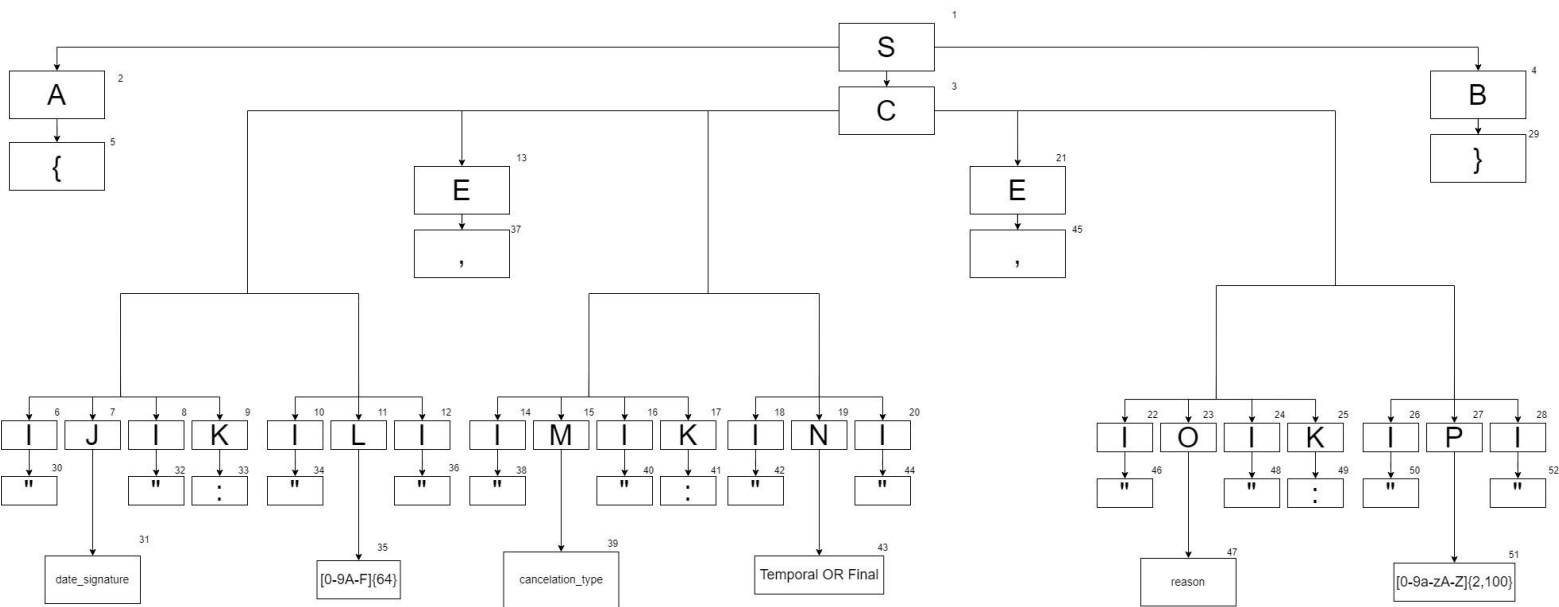 1
S
2
A
3
C
4
B
5
{
13
E
21
E
29
}
37
,
45
,
6 7 8 9 10 11 12 14 15 16 17 18 19 20 22 23 24 25 26 27 28
I J I K I L I I M I K I N I I O I K I P I
30 32 33 34 36 38 40 41 42 44 46 48 49 50 52
" " : " " " " : " " " " : " "
31 35 39 43 47 51
date_signature [0-9A-F]{64} cancelation_type Temporal OR Final reason [0-9a-zA-Z]{2,100}